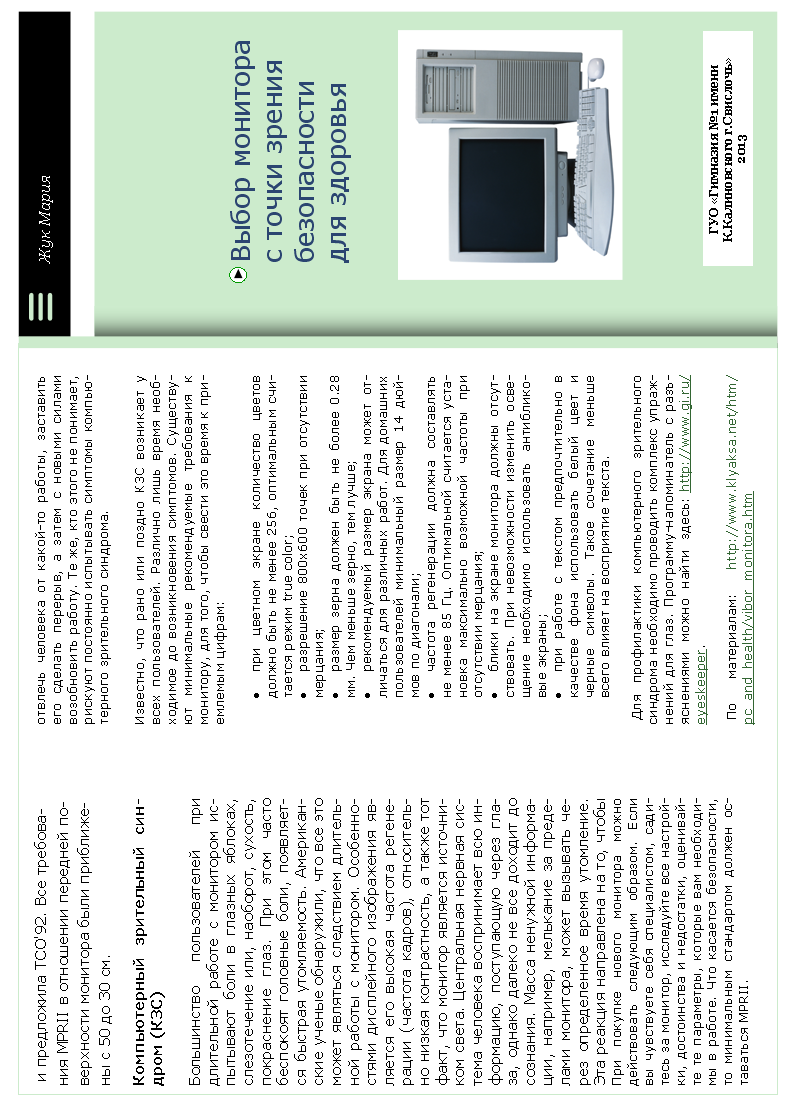 и предложила TCO'92. Все требова-
ния MPRII в отношении передней по-
верхности монитора были приближе-
ны с 50 до 30 см.
Компьютерный зрительный син-
дром (КЗС)
Большинство пользователей при
длительной работе с монитором ис-
пытывают боли в глазных яблоках,
слезотечение или, наоборот, сухость,
покраснение глаз. При этом часто
беспокоят головные боли, появляет-
ся быстрая утомляемость. Американ-
ские ученые обнаружили, что все это
может являться следствием длитель-
ной работы с монитором. Особенно-
стями дисплейного изображения яв-
ляется его высокая частота регене-
рации (частота кадров), относитель-
но низкая контрастность, а также тот
факт, что монитор является источни-
ком света. Центральная нервная сис-
тема человека воспринимает всю ин-
формацию, поступающую через гла-
за, однако далеко не все доходит до
сознания. Масса ненужной информа-
ции, например, мелькание за преде-
лами монитора, может вызывать че-
рез определенное время утомление.
Эта реакция направлена на то, чтобы
При покупке нового монитора можно
действовать следующим образом. Если
вы чувствуете себя специалистом, сади-
тесь за монитор, исследуйте все настрой-
ки, достоинства и недостатки, оценивай-
те те параметры, которые вам необходи-
мы в работе. Что касается безопасности,
то минимальным стандартом должен ос-
таваться MPRII.
отвлечь человека от какой-то работы, заставить
его сделать перерыв, а затем с новыми силами
возобновить работу. Те же, кто этого не понимает,
рискуют постоянно испытывать симптомы компью-
терного зрительного синдрома.
Известно, что рано или поздно КЗС возникает у
всех пользователей. Различно лишь время необ-
ходимое до возникновения симптомов. Существу-
ют минимальные рекомендуемые требования к
монитору, для того, чтобы свести это время к при-
емлемым цифрам:
• при цветном экране количество цветов
должно быть не менее 256, оптимальным счи-
тается режим true color;
• разрешение 800x600 точек при отсутствии
мерцания;
• размер зерна должен быть не более 0.28
мм. Чем меньше зерно, тем лучше;
• рекомендуемый размер экрана может от-
личаться для различных работ. Для домашних
пользователей минимальный размер 14 дюй-
мов по диагонали;
• частота регенерации должна составлять
не менее 85 Гц. Оптимальной считается уста-
новка максимально возможной частоты при
отсутствии мерцания;
• блики на экране монитора должны отсут-
ствовать. При невозможности изменить осве-
щение необходимо использовать антиблико-
вые экраны;
• при работе с текстом предпочтительно в
качестве фона использовать белый цвет и
черные символы. Такое сочетание меньше
всего влияет на восприятие текста.
Для профилактики компьютерного зрительного
синдрома необходимо проводить комплекс упраж-
нений для глаз. Программу-напоминатель с разъ-
яснениями можно найти здесь: http://www.gi.ru/
eyeskeeper.
По материалам: http://www.klyaksa.net/htm/
pc_and_health/vibor_monitora.htm
Жук Мария
Выбор монитора
с точки зрения
безопасности
для здоровья
ГУО «Гимназия №1 имени
К.Калиновского г.Свислочь»
2013